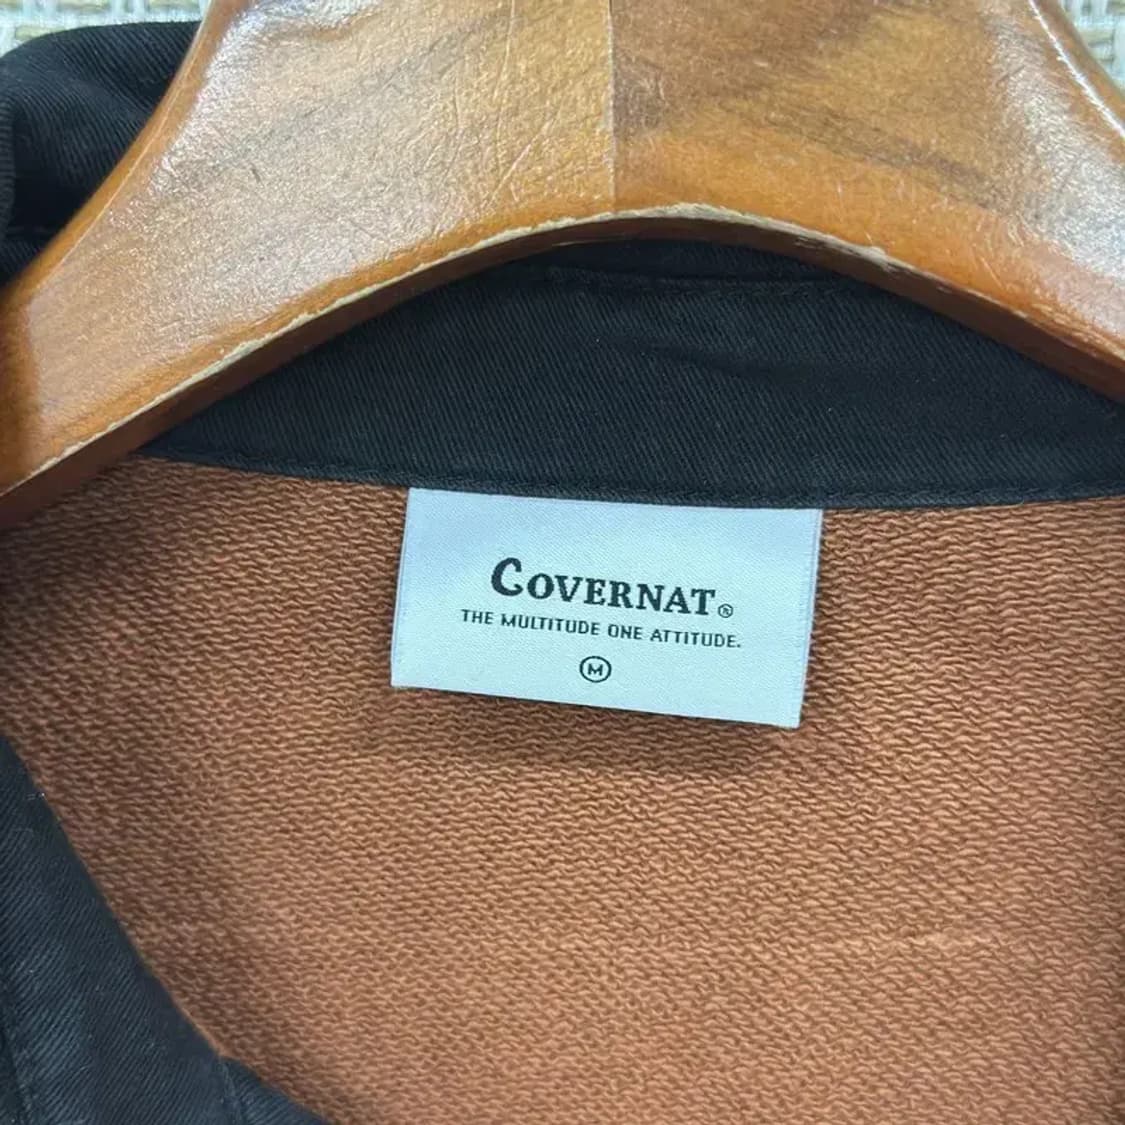 COVERNAT®
THE MULTITUDE ONE ATTITUDE.
M